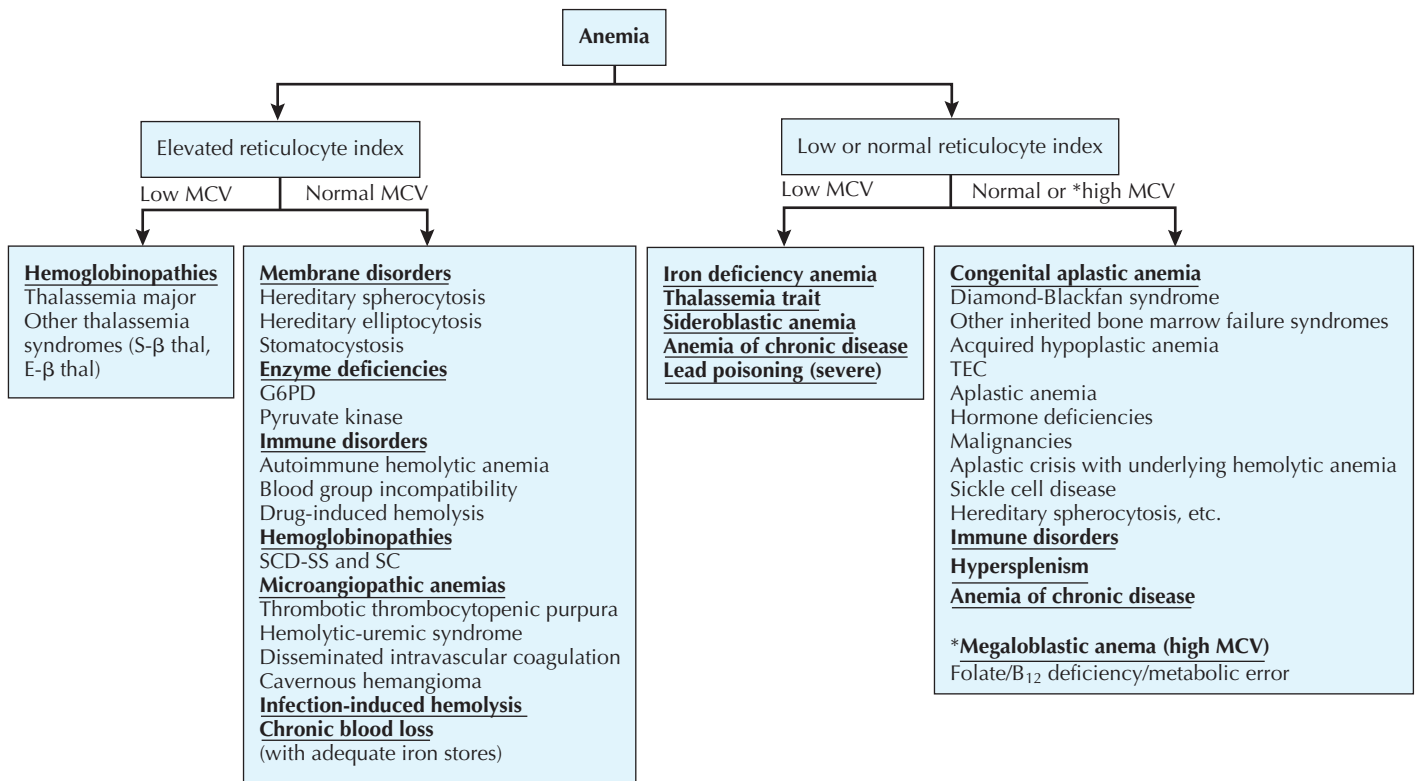 Anemia
Elevated reticulocyte index
Low MCV
Normal MCV
Hemoglobinopathies
Thalassemia major
Other thalassemia
syndromes (S-β thal,
E-β thal)
Membrane disorders
Hereditary spherocytosis
Hereditary elliptocytosis
Stomatocystosis
Enzyme deficiencies
G6PD
Pyruvate kinase
Immune disorders
Autoimmune hemolytic anemia
Blood group incompatibility
Drug-induced hemolysis
Hemoglobinopathies
SCD-SS and SC
Microangiopathic anemias
Thrombotic thrombocytopenic purpura
Hemolytic-uremic syndrome
Disseminated intravascular coagulation
Cavernous hemangioma
Infection-induced hemolysis
Chronic blood loss
(with adequate iron stores)
Low or normal reticulocyte index
Low MCV
Normal or *high MCV
Iron deficiency anemia
Thalassemia trait
Sideroblastic anemia
Anemia of chronic disease
Lead poisoning (severe)
Congenital aplastic anemia
Diamond-Blackfan syndrome
Other inherited bone marrow failure syndromes
Acquired hypoplastic anemia
TEC
Aplastic anemia
Hormone deficiencies
Malignancies
Aplastic crisis with underlying hemolytic anemia
Sickle cell disease
Hereditary spherocytosis, etc.
Immune disorders
Hypersplenism
Anemia of chronic disease
*Megaloblastic anema (high MCV)
Folate/B₁₂ deficiency/metabolic error